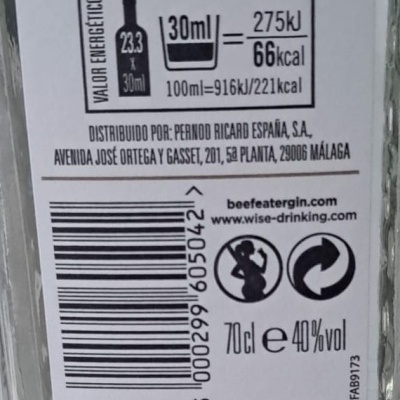 VALOR ENERGÉTICO
23.3
x
30ml
30ml = 275kJ
66kcal
100ml=916kJ/221kcal
DISTRIBUIDO POR: PERNOD RICARD ESPAÑA, S.A.,
AVENIDA JOSÉ ORTEGA Y GASSET, 201, 5ª PLANTA, 29006 MÁLAGA
beefeatergin.com
www.wise-drinking.com
000299 605042 >
70cl e 40%vol
FAB9173